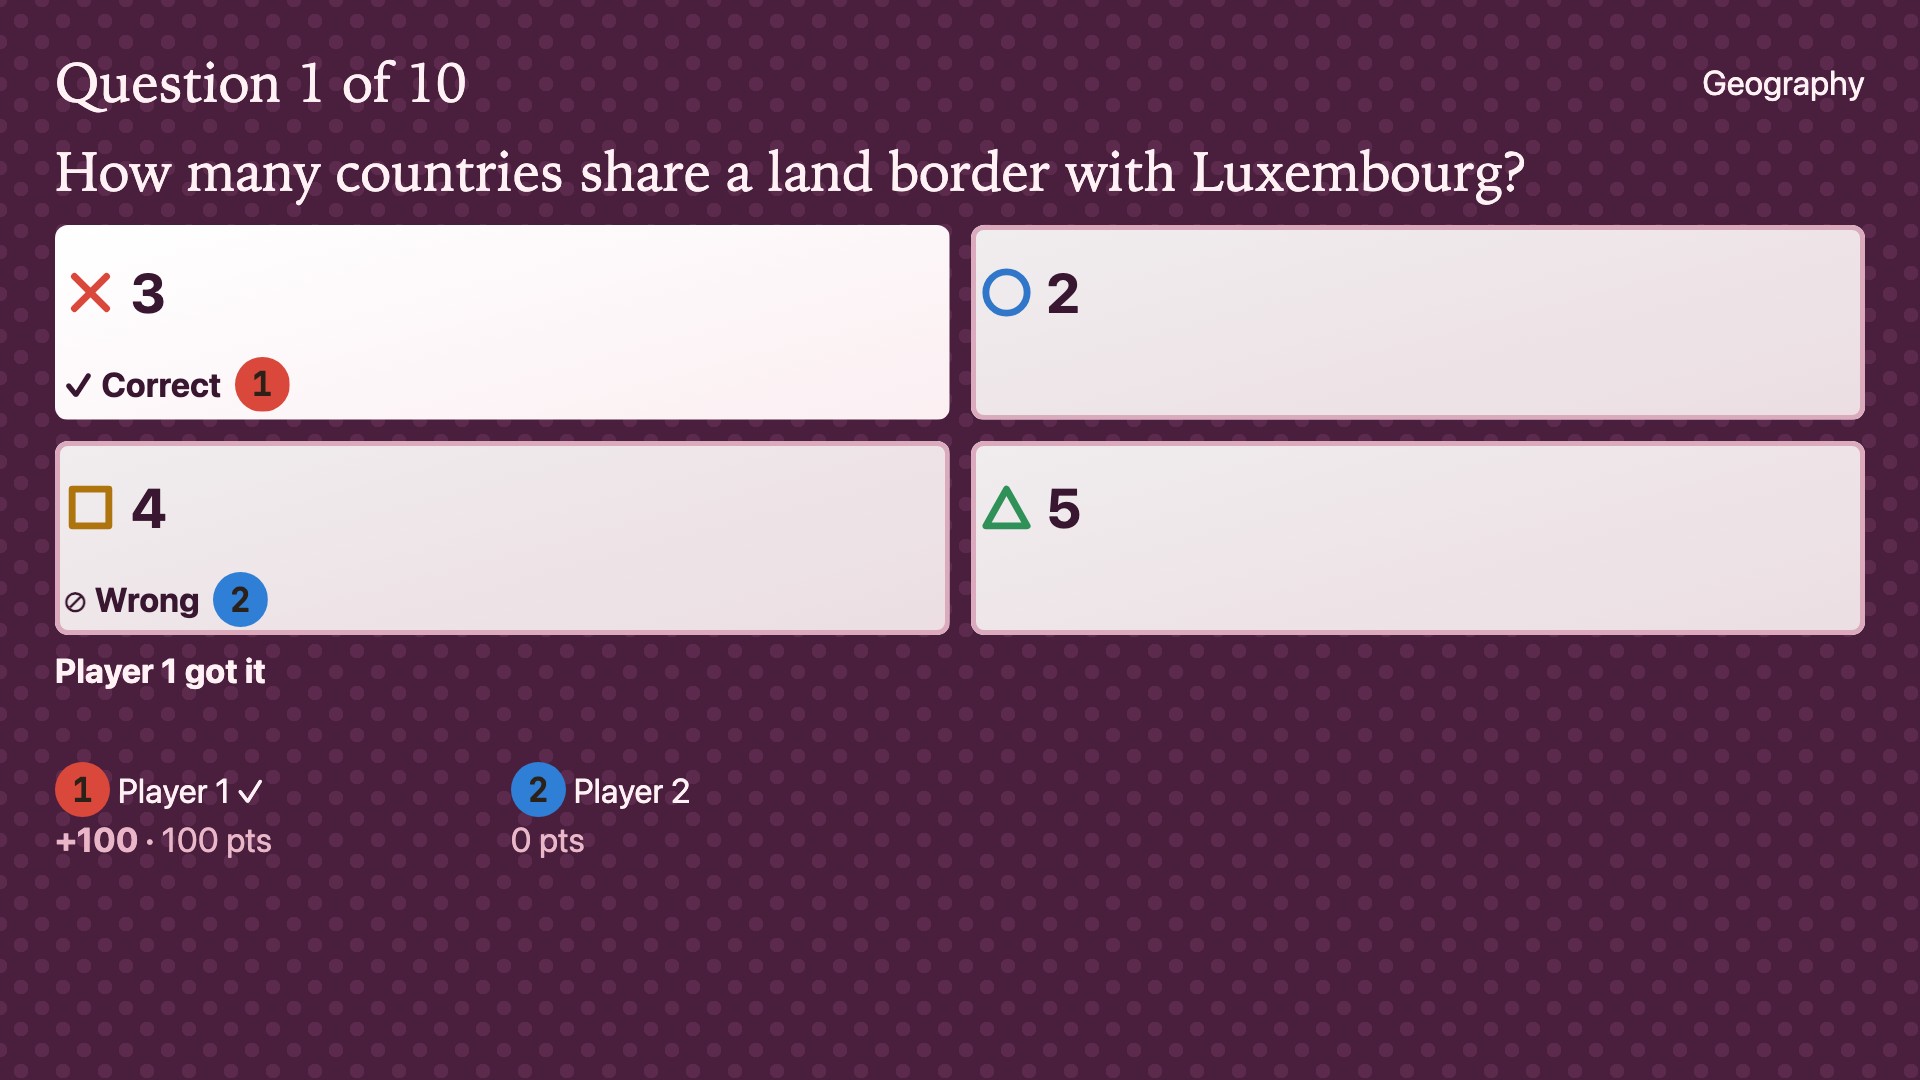 Question 1 of 10
Geography
How many countries share a land border with Luxembourg?
3
✓ Correct 1
2
4
⊘ Wrong 2
5
Player 1 got it
1 Player 1 ✓
+100 · 100 pts
2 Player 2
0 pts